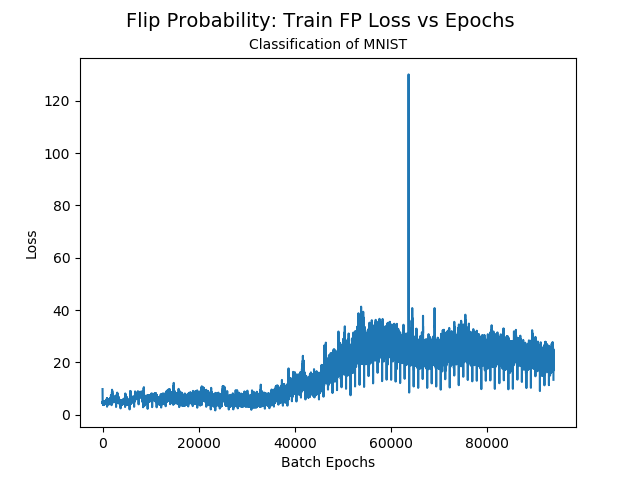 Flip Probability: Train FP Loss vs Epochs
Classification of MNIST
120
100
80
60
40
20
0
Loss
0 20000 40000 60000 80000
Batch Epochs